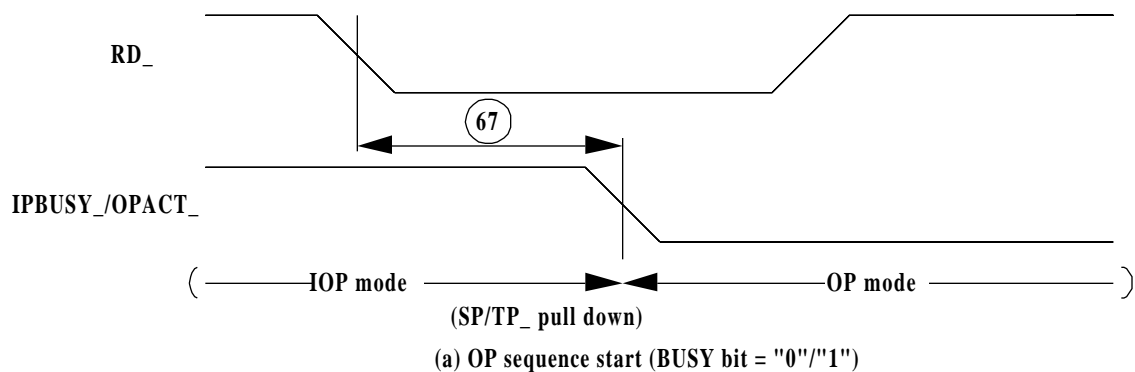 RD_
67
IPBUSY_/OPACT_
( IOP mode OP mode )
(SP/TP_ pull down)
(a) OP sequence start (BUSY bit = "0"/"1")